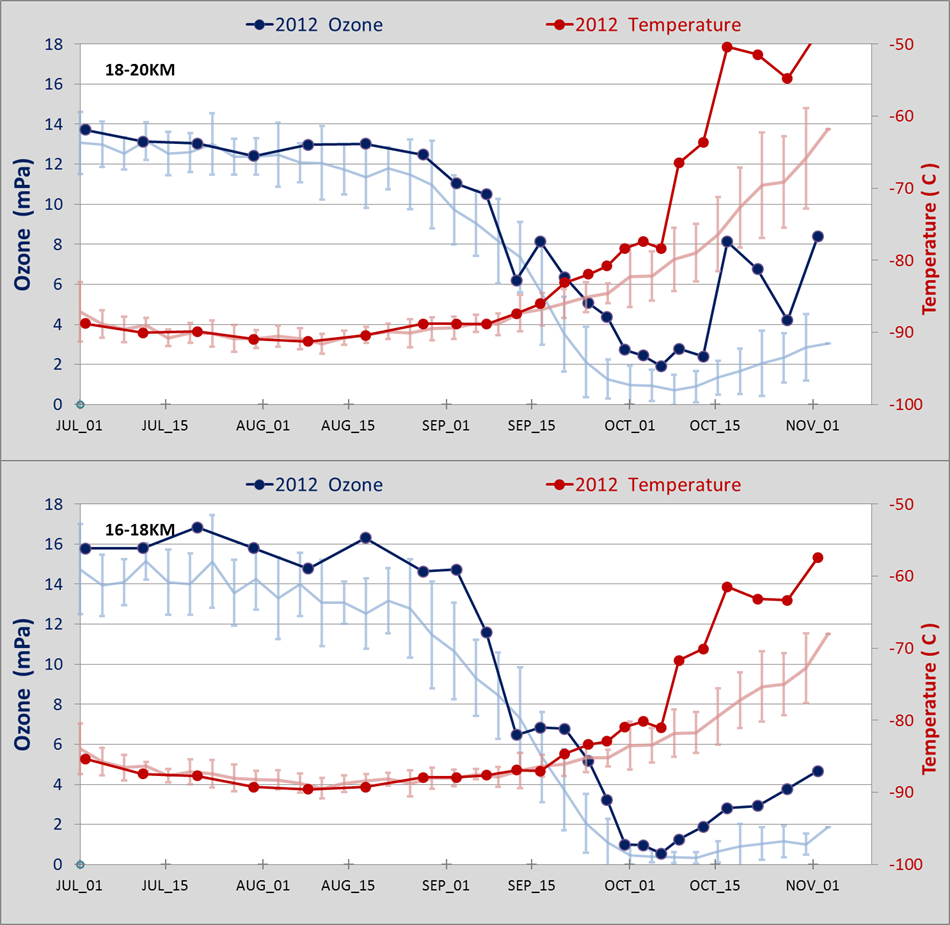 2012 Ozone 2012 Temperature
18 -50
18-20KM
16
14 -60
12
10 -70
8
-80
6
4 -90
2
0 -100
Ozone (mPa)
Temperature ( C )
JUL_01 JUL_15 AUG_01 AUG_15 SEP_01 SEP_15 OCT_01 OCT_15 NOV_01
2012 Ozone 2012 Temperature
18 -50
16-18KM
16
14 -60
12
10 -70
8
-80
6
4 -90
2
0 -100
Ozone (mPa)
Temperature ( C )
JUL_01 JUL_15 AUG_01 AUG_15 SEP_01 SEP_15 OCT_01 OCT_15 NOV_01